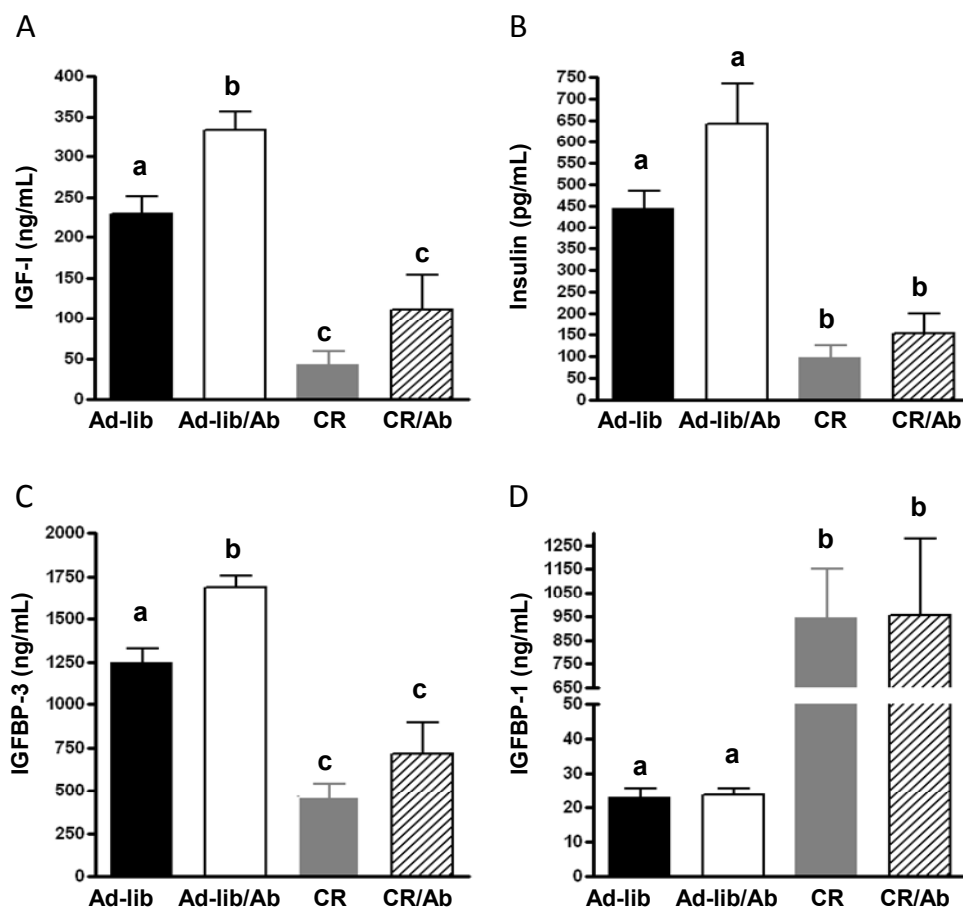 A
IGF-I (ng/mL)
400
350
300
250
200
150
100
50
0
a
b
c
c
Ad-lib Ad-lib/Ab CR CR/Ab
B
Insulin (pg/mL)
750
700
650
600
550
500
450
400
350
300
250
200
150
100
50
0
a
a
b
b
Ad-lib Ad-lib/Ab CR CR/Ab
C
IGFBP-3 (ng/mL)
2000
1750
1500
1250
1000
750
500
250
0
a
b
c
c
Ad-lib Ad-lib/Ab CR CR/Ab
D
IGFBP-1 (ng/mL)
1250
1150
1050
950
850
750
650
50
40
30
20
10
0
a
a
b
b
Ad-lib Ad-lib/Ab CR CR/Ab